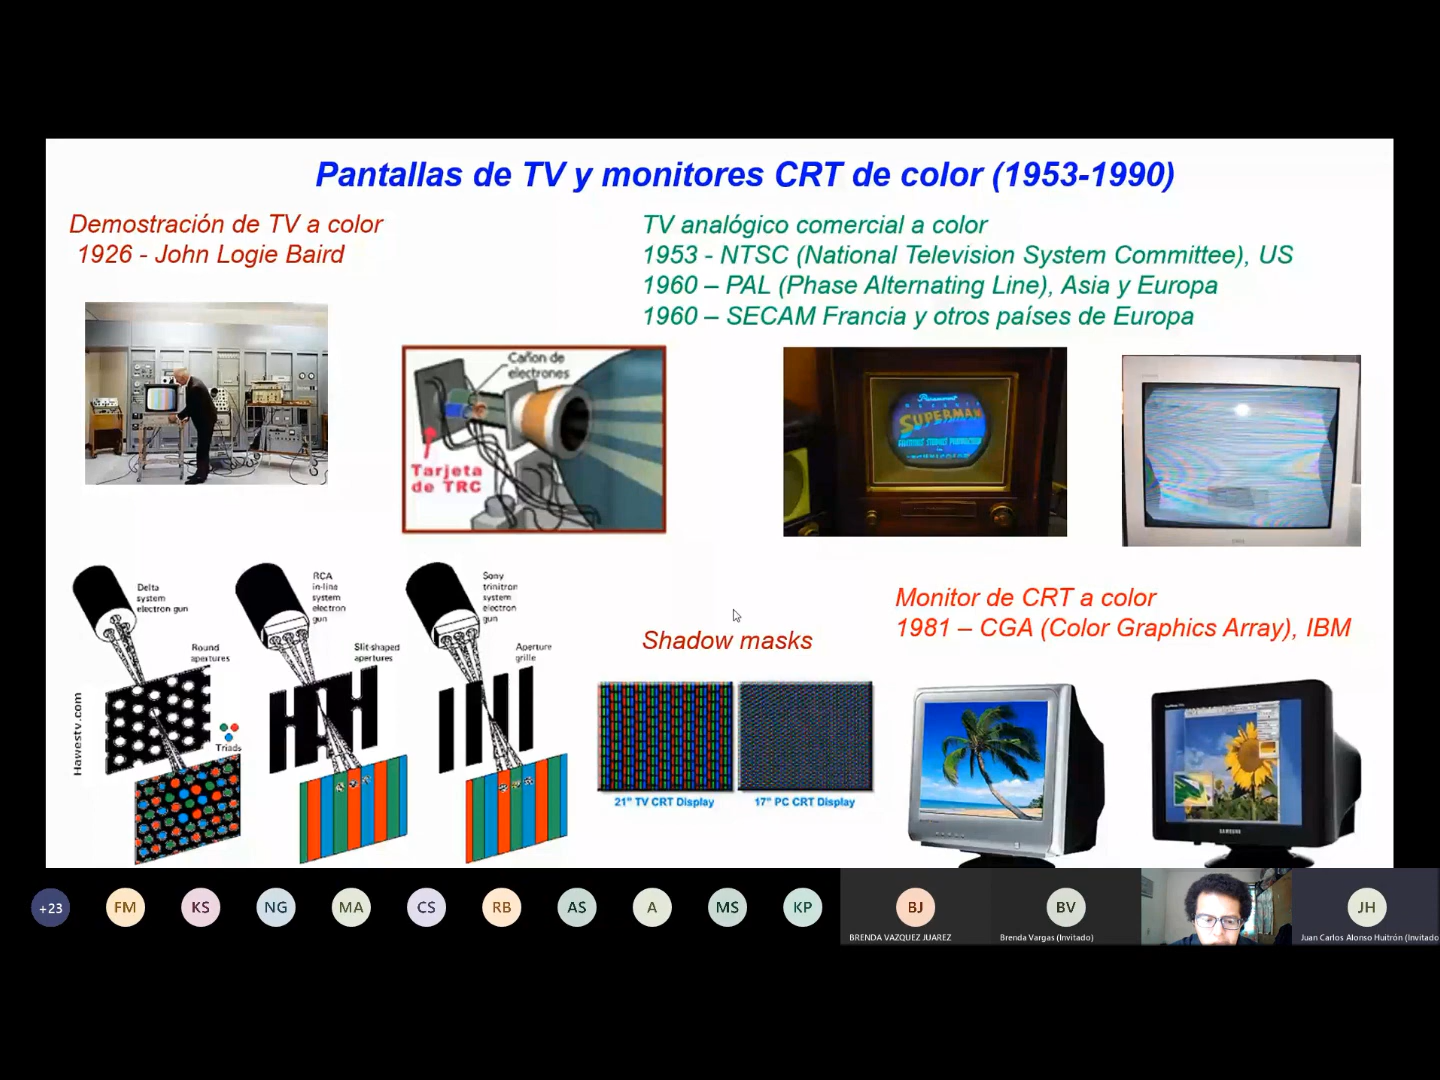 Pantallas de TV y monitores CRT de color (1953-1990)
Demostración de TV a color
1926 - John Logie Baird
TV analógico comercial a color
1953 - NTSC (National Television System Committee), US
1960 – PAL (Phase Alternating Line), Asia y Europa
1960 – SECAM Francia y otros países de Europa
Cañon de
electrones
Tarjeta
de TRC
Paramount
SUPERMAN
Delta
system
electron gun
Round
apertures
Triads
Hawestv.com
RCA
in-line
system
electron
gun
Slit-shaped
apertures
Sony
trinitron
system
electron
gun
Aperture
grille
Shadow masks
21" TV CRT Display
17" PC CRT Display
Monitor de CRT a color
1981 – CGA (Color Graphics Array), IBM
SAMSUNG
+23
FM
KS
NG
MA
CS
RB
AS
A
MS
KP
BJ
BRENDA VAZQUEZ JUAREZ
BV
Brenda Vargas (Invitado)
JH
Juan Carlos Alonso Huitrón (Invitado